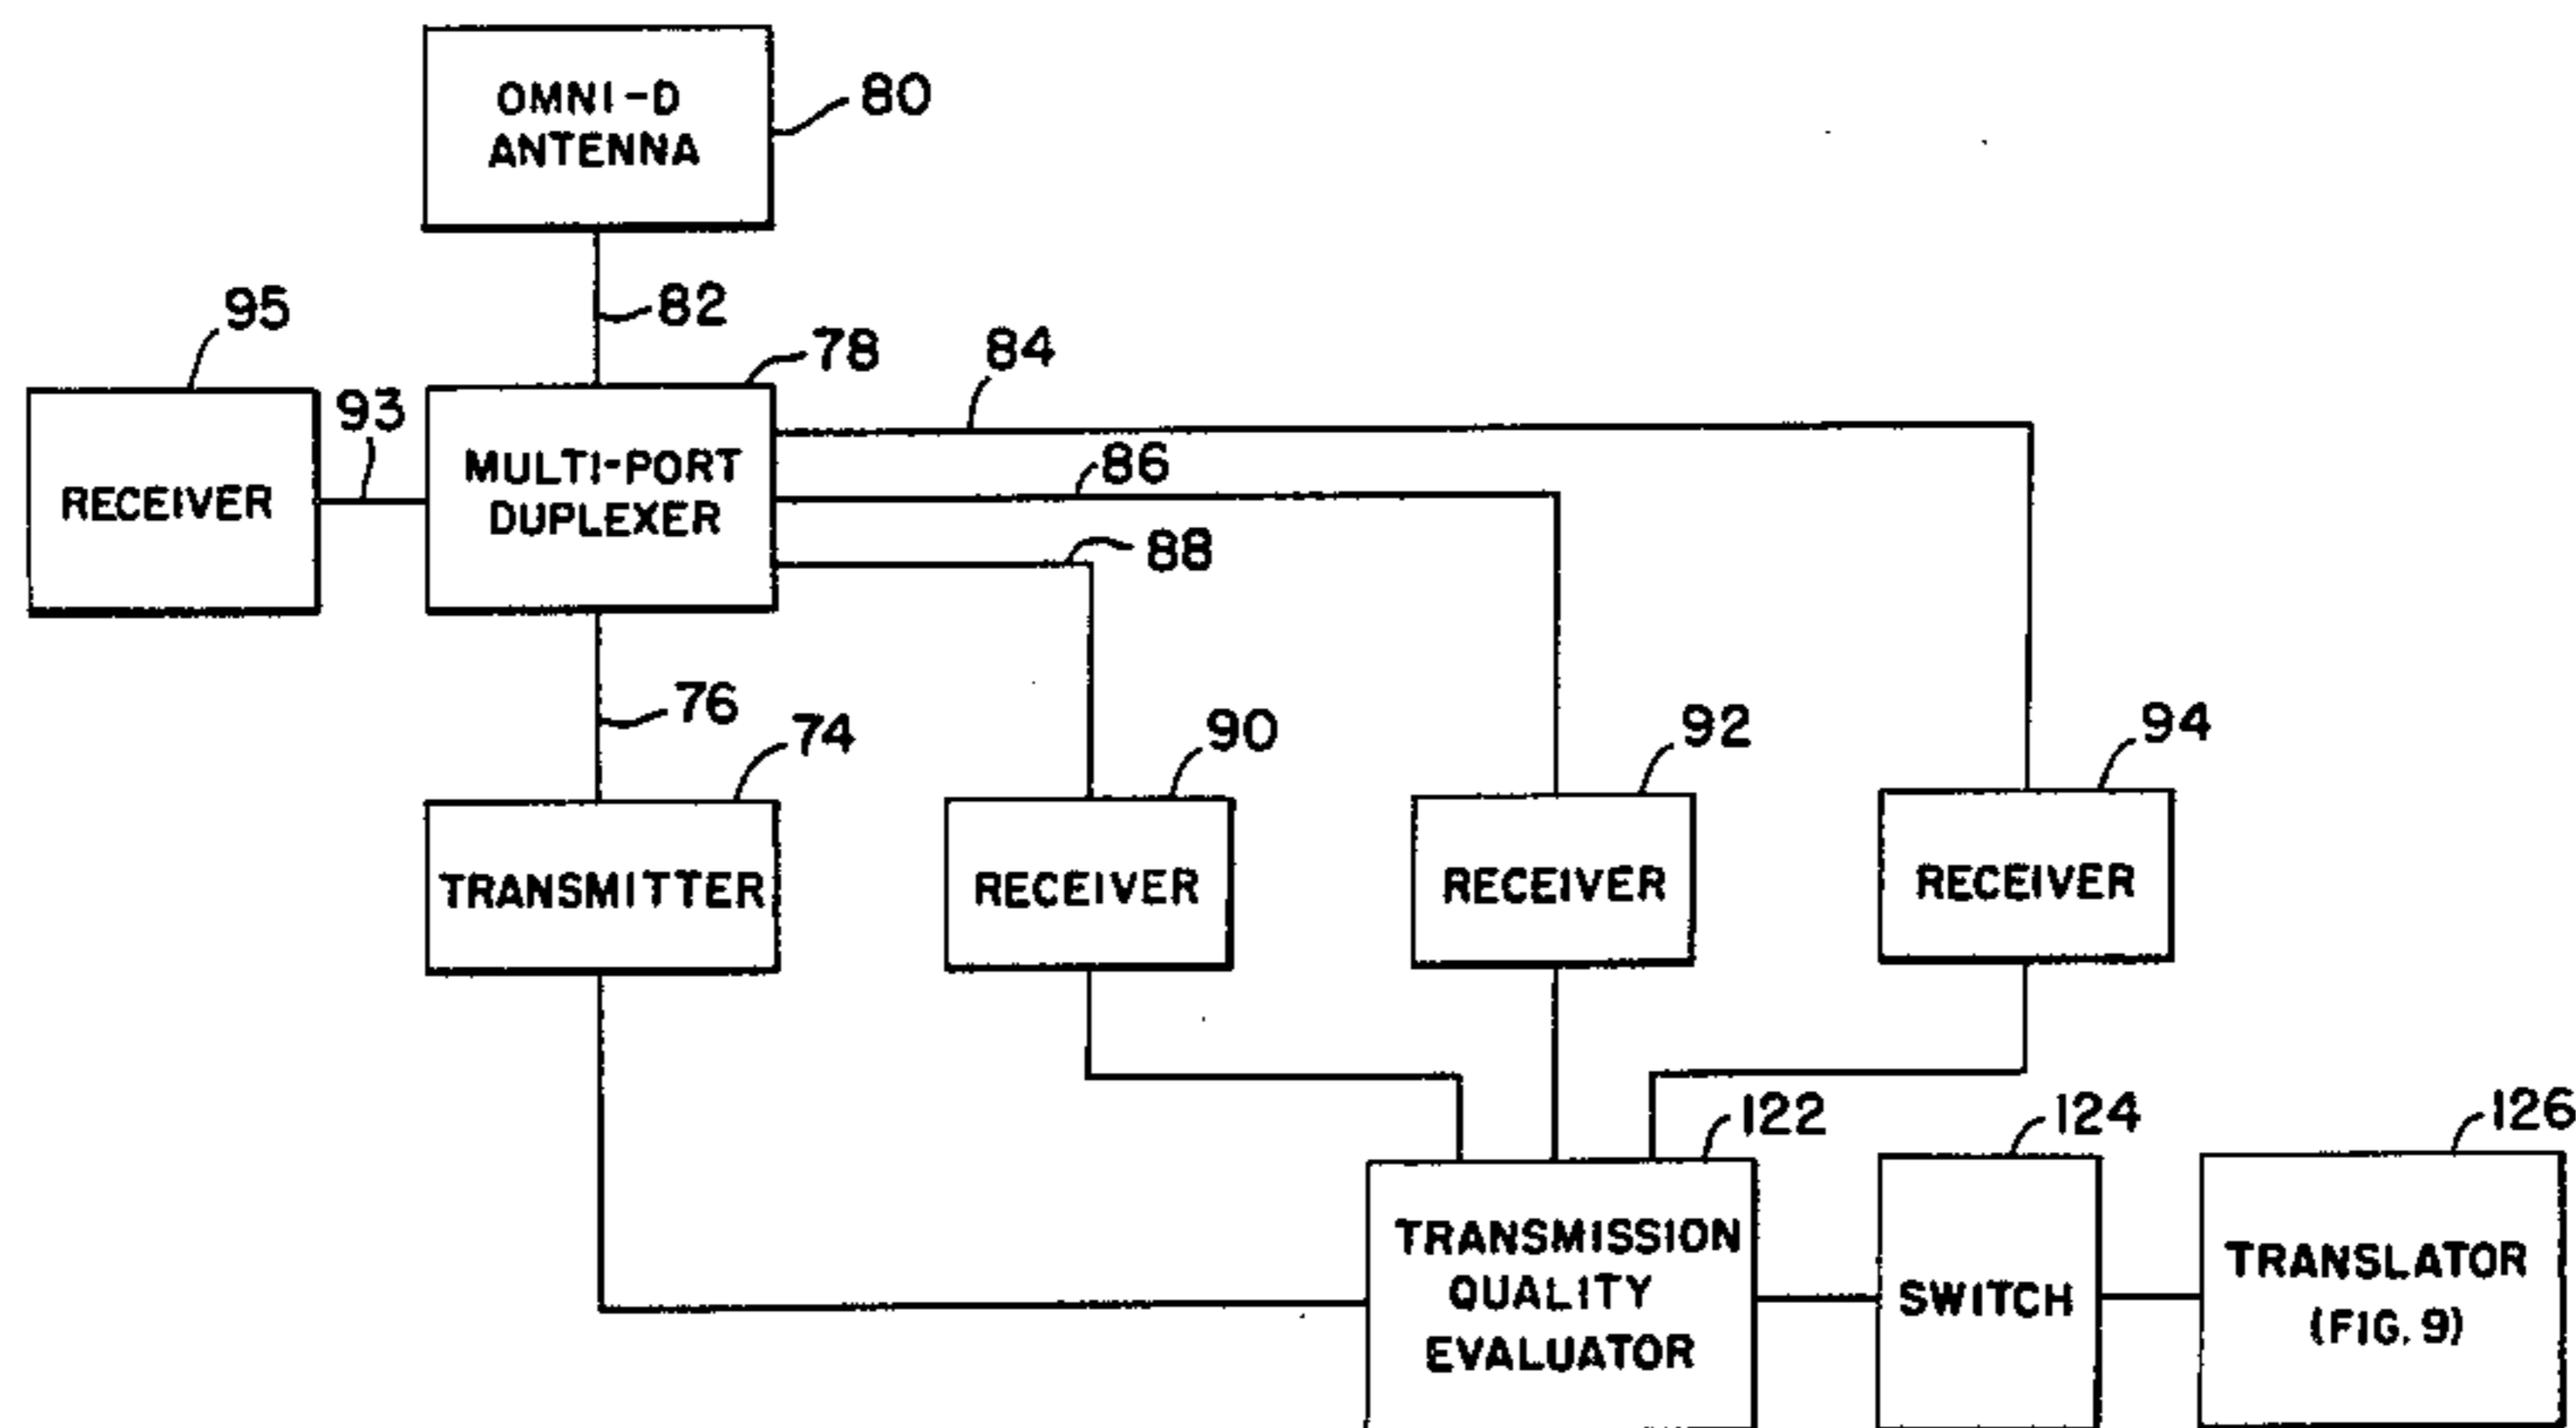 OMNI-D
ANTENNA
80
82
95
93
78
84
RECEIVER
MULTI-PORT
DUPLEXER
86
88
76
74
90
92
94
TRANSMITTER
RECEIVER
RECEIVER
RECEIVER
122
124
126
TRANSMISSION
QUALITY
EVALUATOR
SWITCH
TRANSLATOR
(FIG. 9)